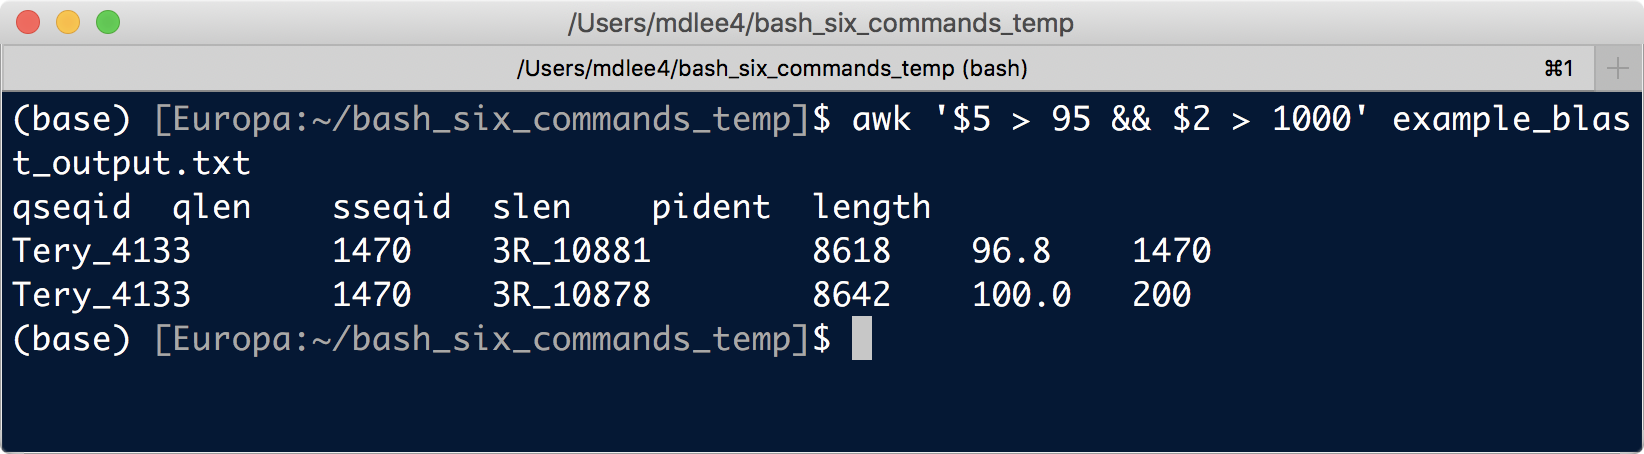 /Users/mdlee4/bash_six_commands_temp
/Users/mdlee4/bash_six_commands_temp (bash) ⌘1
(base) [Europa:~/bash_six_commands_temp]$ awk '$5 > 95 && $2 > 1000' example_blas
t_output.txt
qseqid qlen sseqid slen pident length
Tery_4133 1470 3R_10881 8618 96.8 1470
Tery_4133 1470 3R_10878 8642 100.0 200
(base) [Europa:~/bash_six_commands_temp]$